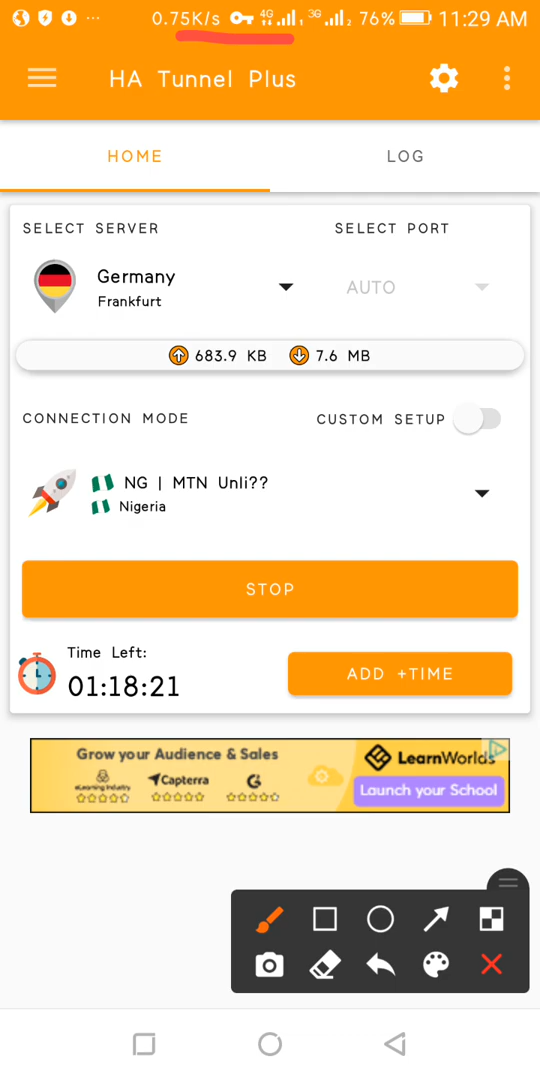 0.75K/s 4G 1 3G 2 76% 11:29 AM
HA Tunnel Plus
HOME LOG
SELECT SERVER SELECT PORT
Germany AUTO
Frankfurt
683.9 KB 7.6 MB
CONNECTION MODE CUSTOM SETUP
NG | MTN Unli??
Nigeria
STOP
Time Left:
01:18:21
ADD +TIME
Grow your Audience & Sales
eLearning Industry Capterra G
LearnWorlds
Launch your School